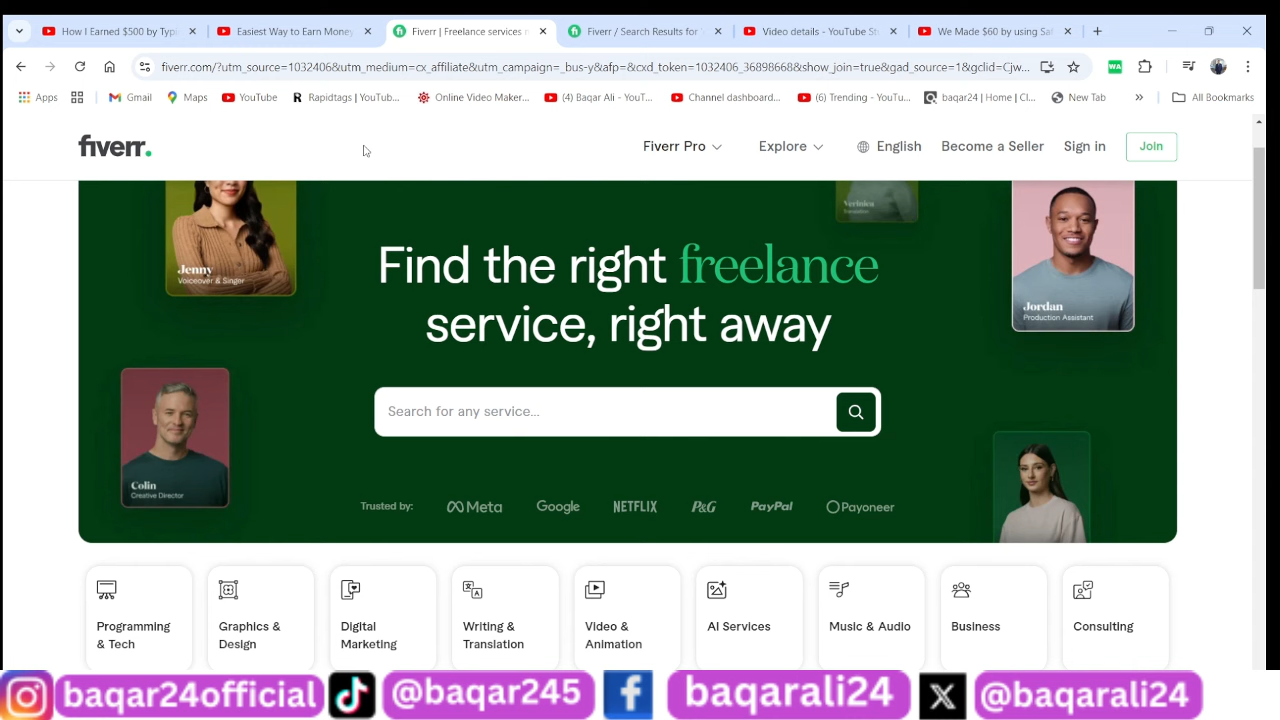 How I Earned $500 by Typi
Easiest Way to Earn Money
Fiverr | Freelance services m
Fiverr / Search Results for '
Video details - YouTube St
We Made $60 by using Sa
fiverr.com/?utm_source=1032406&utm_medium=cx_affiliate&utm_campaign=_bus-y&afp=&cxd_token=1032406_36898668&show_join=true&gad_source=1&gclid=Cjw...
WA
Apps
Gmail
Maps
YouTube
Rapidtags | YouTub...
Online Video Maker...
(4) Baqar Ali - YouT...
Channel dashboard...
(6) Trending - YouTu...
baqar24 | Home | Cl...
New Tab
»
All Bookmarks
fiverr.
Fiverr Pro
Explore
English
Become a Seller
Sign in
Join
Jenny
Voiceover & Singer
Verinica
Jordan
Production Assistant
Colin
Creative Director
Find the right freelance
service, right away
Search for any service...
Trusted by:
Meta
Google
NETFLIX
P&G
PayPal
Payoneer
Programming
& Tech
Graphics &
Design
Digital
Marketing
Writing &
Translation
Video &
Animation
AI Services
Music & Audio
Business
Consulting
baqar24official
@baqar245
baqarali24
@baqarali24